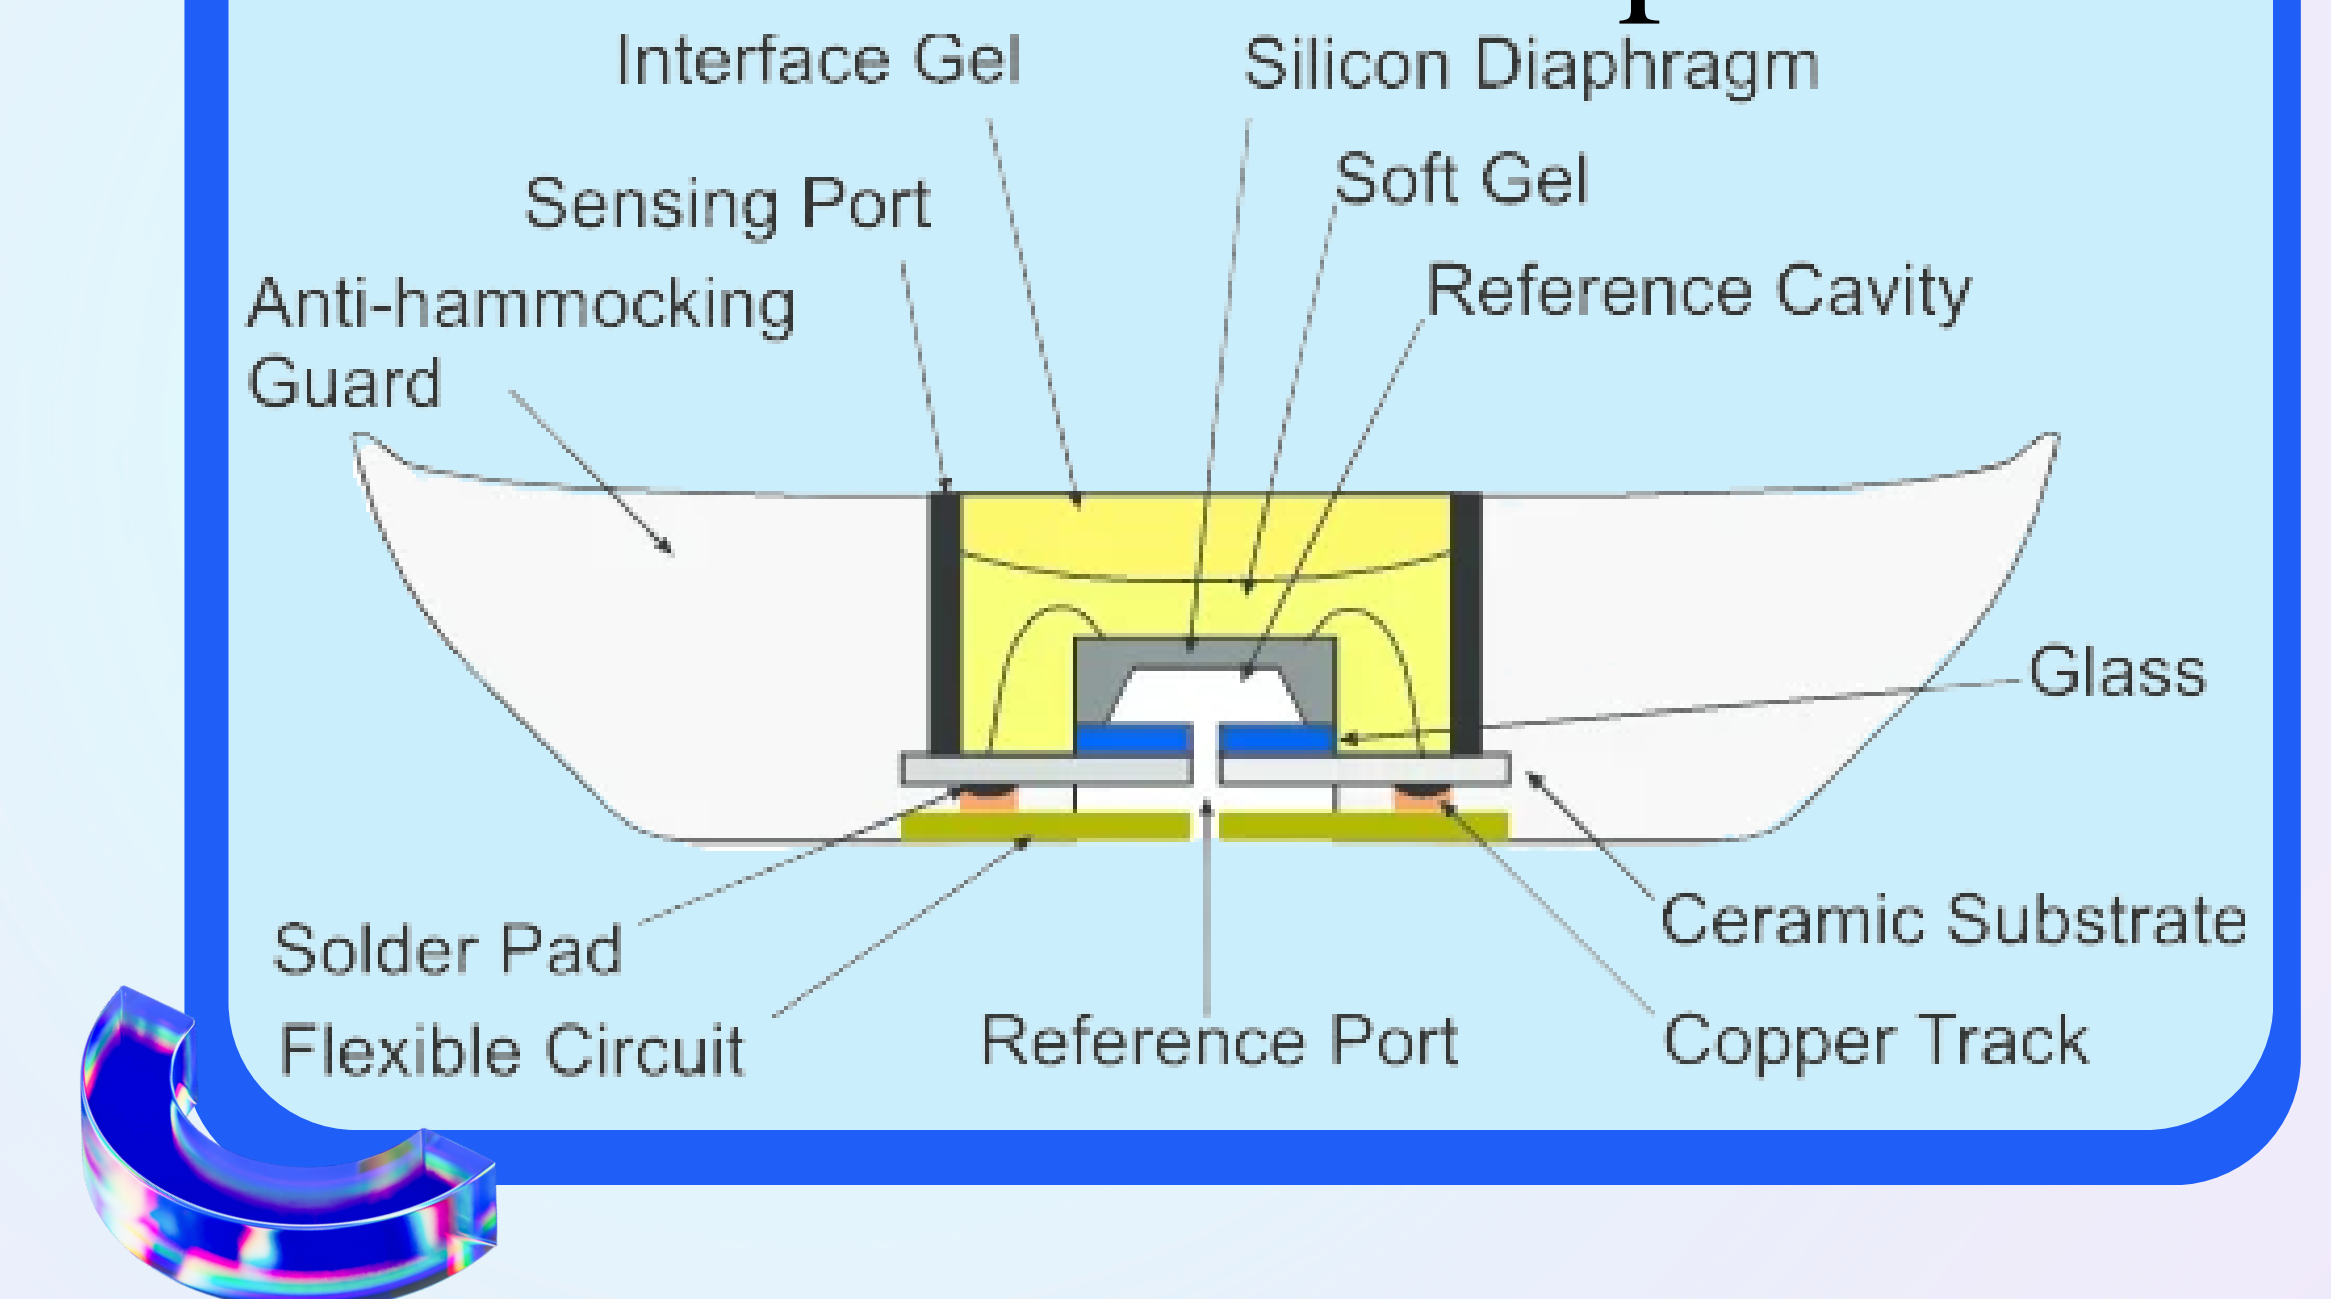 Interface Gel
Silicon Diaphragm
Soft Gel
Sensing Port
Reference Cavity
Anti-hammocking
Guard
Glass
Ceramic Substrate
Solder Pad
Flexible Circuit
Reference Port
Copper Track